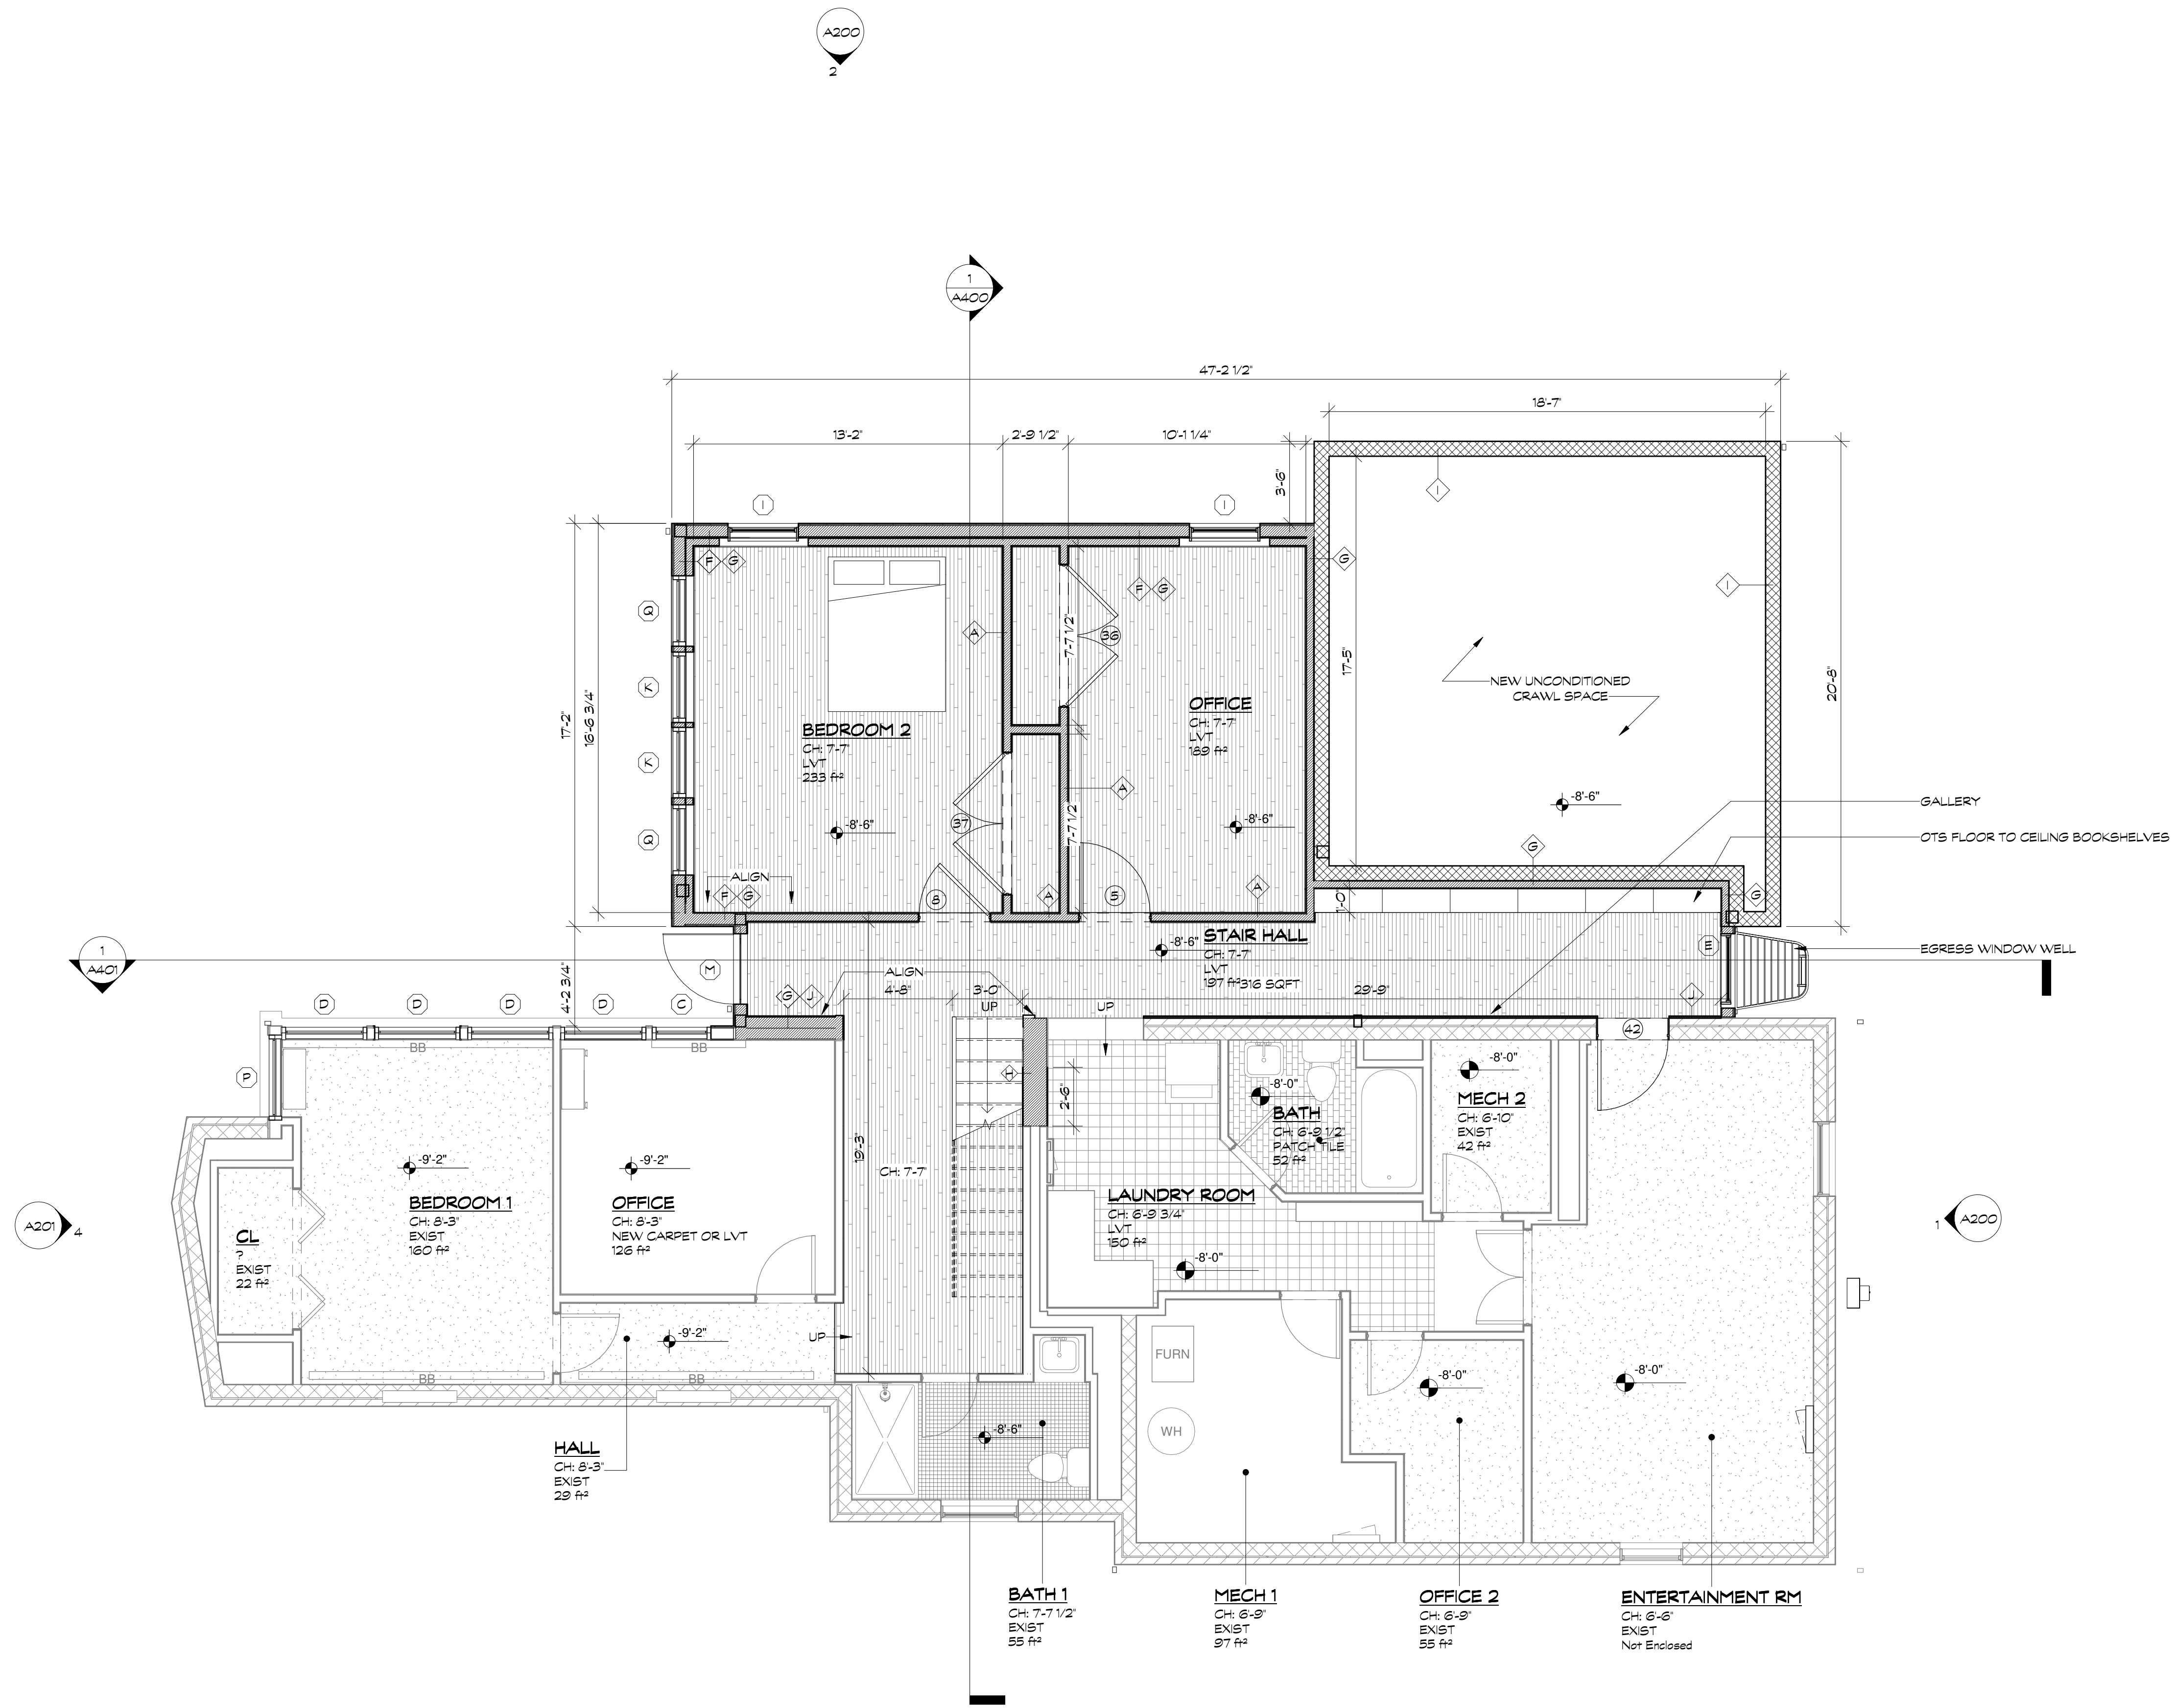 A200
2
1
A400
47'-2 1/2"
18'-7"
13'-2"
2'-9 1/2"
10'-1 1/4"
3'-6"
I
I
I
F
G
F
G
G
I
Q
K
K
Q
A
36
7'-7 1/2"
17'-5"
20'-8"
17'-2"
16'-6 3/4"
NEW UNCONDITIONED
CRAWL SPACE
BEDROOM 2
CH: 7'-7"
LVT
233 ft²
OFFICE
CH: 7'-7"
LVT
189 ft²
-8'-6"
-8'-6"
-8'-6"
37
A
7'-7 1/2"
GALLERY
OTS FLOOR TO CEILING BOOKSHELVES
G
ALIGN
F
G
8
A
5
A
1'-0"
G
1
A401
M
STAIR HALL
-8'-6"
CH: 7'-7"
LVT
197 ft²
316 SQFT
E
EGRESS WINDOW WELL
ALIGN
4'-2 3/4"
4'-8"
3'-0"
29'-9"
G
J
J
UP
UP
D
D
D
D
C
42
BB
BB
P
H
2'-6"
-8'-0"
BATH
CH: 6'-9 1/2"
PATCH TILE
52 ft²
-8'-0"
MECH 2
CH: 6'-10"
EXIST
42 ft²
19'-3"
CH: 7'-7"
-9'-2"
-9'-2"
BEDROOM 1
CH: 8'-3"
EXIST
160 ft²
OFFICE
CH: 8'-3"
NEW CARPET OR LVT
126 ft²
LAUNDRY ROOM
CH: 6'-9 3/4"
LVT
150 ft²
-8'-0"
A201
4
1
A200
CL
?
EXIST
22 ft²
-9'-2"
UP
BB
BB
FURN
WH
-8'-0"
-8'-0"
-8'-6"
HALL
CH: 8'-3"
EXIST
29 ft²
BATH 1
CH: 7'-7 1/2"
EXIST
55 ft²
MECH 1
CH: 6'-9"
EXIST
97 ft²
OFFICE 2
CH: 6'-9"
EXIST
55 ft²
ENTERTAINMENT RM
CH: 6'-6"
EXIST
Not Enclosed